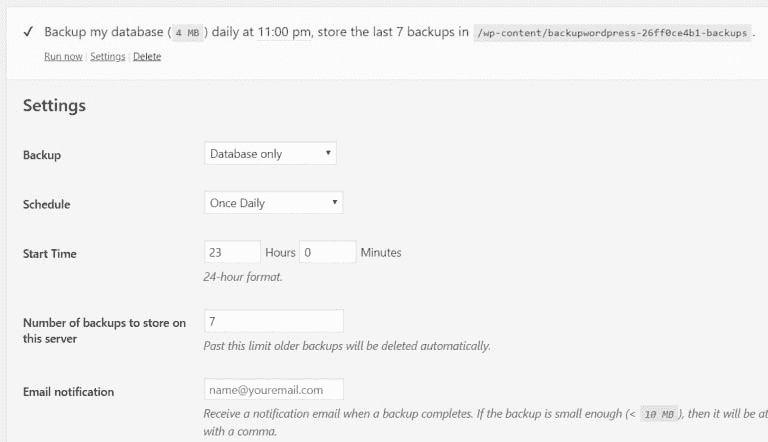 ✓ Backup my database ( 4 MB ) daily at 11:00 pm, store the last 7 backups in /wp-content/backupwordpress-26ff0ce4b1-backups .
Run now | Settings | Delete
Settings
Backup Database only
Schedule Once Daily
Start Time 23 Hours 0 Minutes
24-hour format.
Number of backups to store on 7
this server Past this limit older backups will be deleted automatically.
Email notification name@youremail.com
Receive a notification email when a backup completes. If the backup is small enough (< 10 MB ), then it will be at
with a comma.